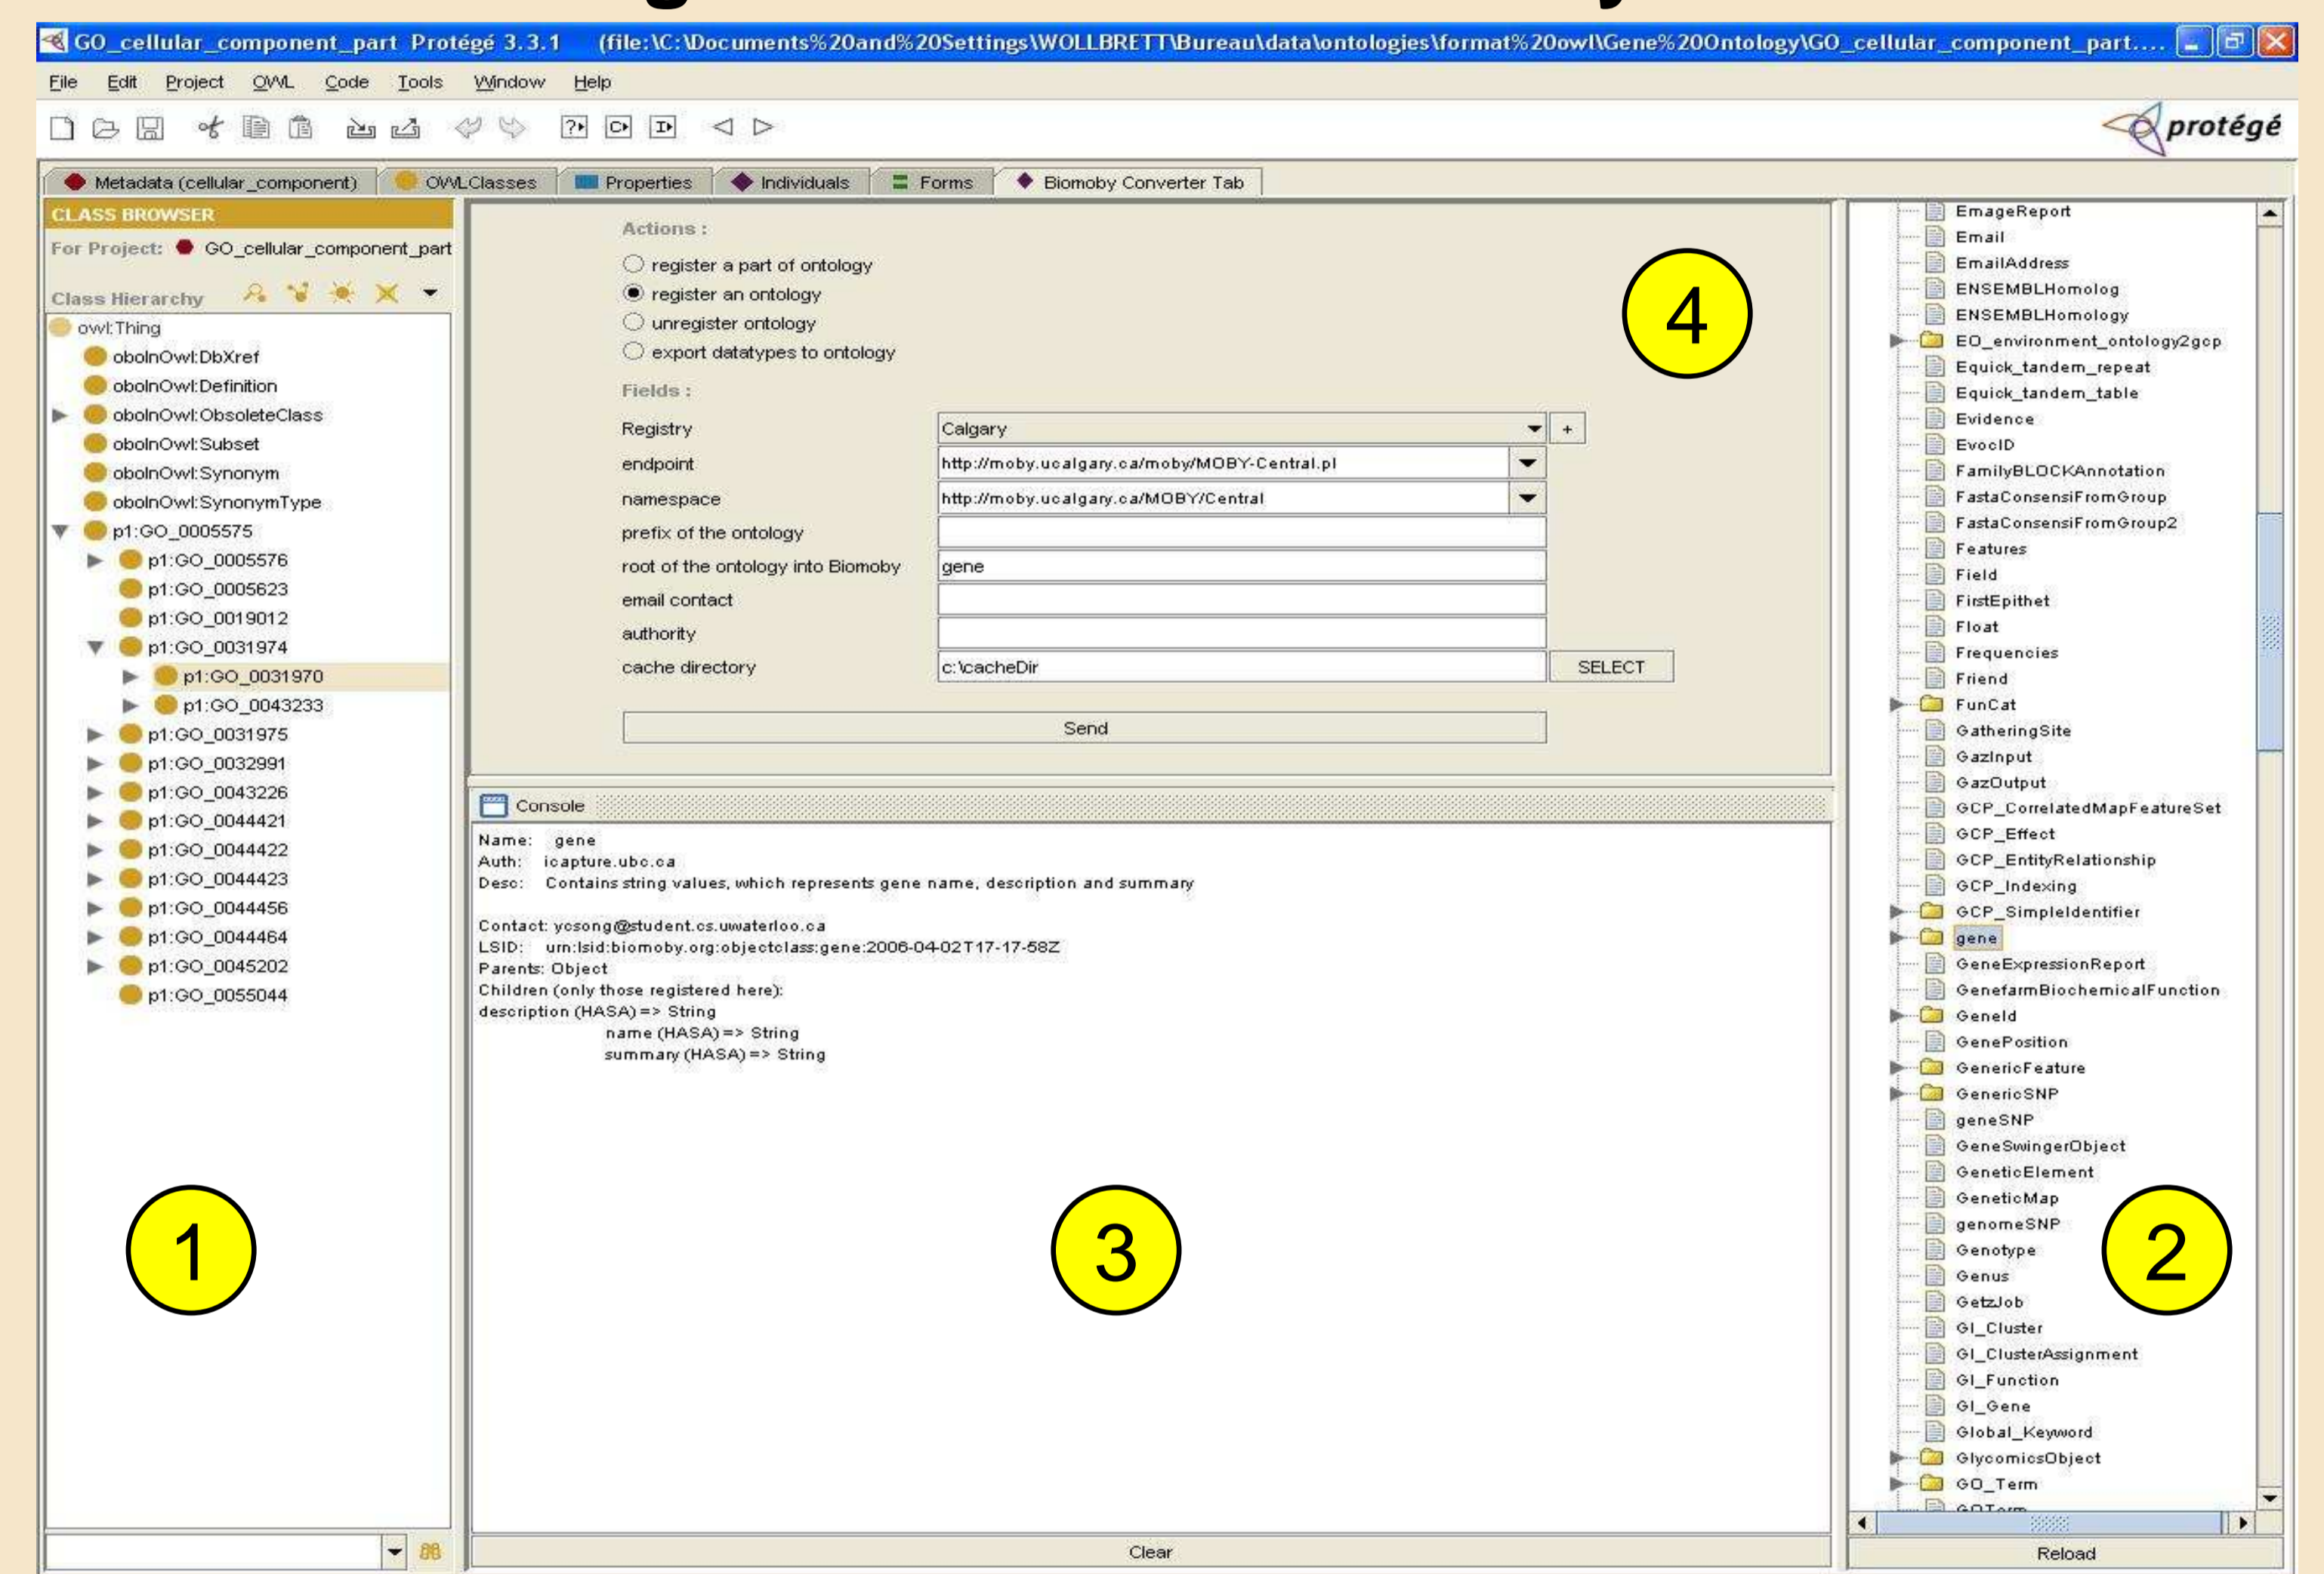 GO_cellular_component_part Protégé 3.3.1 (file:\C:\Documents%20and%20Settings\WOLLBRETT\Bureau\data\ontologies\format%20owl\Gene%20Ontology\GO_cellular_component_part....
File Edit Project OWL Code Tools Window Help
protégé
Metadata (cellular_component) OWLClasses Properties Individuals Forms Biomoby Converter Tab
CLASS BROWSER
For Project: GO_cellular_component_part
Class Hierarchy
owl:Thing
oboInOwl:DbXref
oboInOwl:Definition
oboInOwl:ObsoleteClass
oboInOwl:Subset
oboInOwl:Synonym
oboInOwl:SynonymType
p1:GO_0005575
p1:GO_0005576
p1:GO_0005623
p1:GO_0019012
p1:GO_0031974
p1:GO_0031970
p1:GO_0043233
p1:GO_0031975
p1:GO_0032991
p1:GO_0043226
p1:GO_0044421
p1:GO_0044422
p1:GO_0044423
p1:GO_0044456
p1:GO_0044464
p1:GO_0045202
p1:GO_0055044
1
Actions :
register a part of ontology
register an ontology
unregister ontology
export datatypes to ontology
4
Fields :
Registry Calgary +
endpoint http://moby.ucalgary.ca/moby/MOBY-Central.pl
namespace http://moby.ucalgary.ca/MOBY/Central
prefix of the ontology
root of the ontology into Biomoby gene
email contact
authority
cache directory c:\cacheDir SELECT
Send
Console
Name: gene
Auth: icapture.ubc.ca
Desc: Contains string values, which represents gene name, description and summary
Contact: ycsong@student.cs.uwaterloo.ca
LSID: urn:lsid:biomoby.org:objectclass:gene:2006-04-02T17-17-58Z
Parents: Object
Children (only those registered here):
description (HASA) => String
name (HASA) => String
summary (HASA) => String
3
Clear
EmageReport
Email
EmailAddress
ENSEMBLHomolog
ENSEMBLHomology
EO_environment_ontology2gcp
Equick_tandem_repeat
Equick_tandem_table
Evidence
EvocID
FamilyBLOCKAnnotation
FastaConsensiFromGroup
FastaConsensiFromGroup2
Features
Field
FirstEpithet
Float
Frequencies
Friend
FunCat
GatheringSite
GazInput
GazOutput
GCP_CorrelatedMapFeatureSet
GCP_Effect
GCP_EntityRelationship
GCP_Indexing
GCP_SimpleIdentifier
gene
GeneExpressionReport
GenefarmBiochemicalFunction
GeneId
GenePosition
GenericFeature
GenericSNP
geneSNP
GeneSwingerObject
GeneticElement
GeneticMap
genomeSNP
Genotype
Genus
GetzJob
GI_Cluster
GI_ClusterAssignment
GI_Function
GI_Gene
Global_Keyword
GlycomicsObject
GO_Term
2
Reload